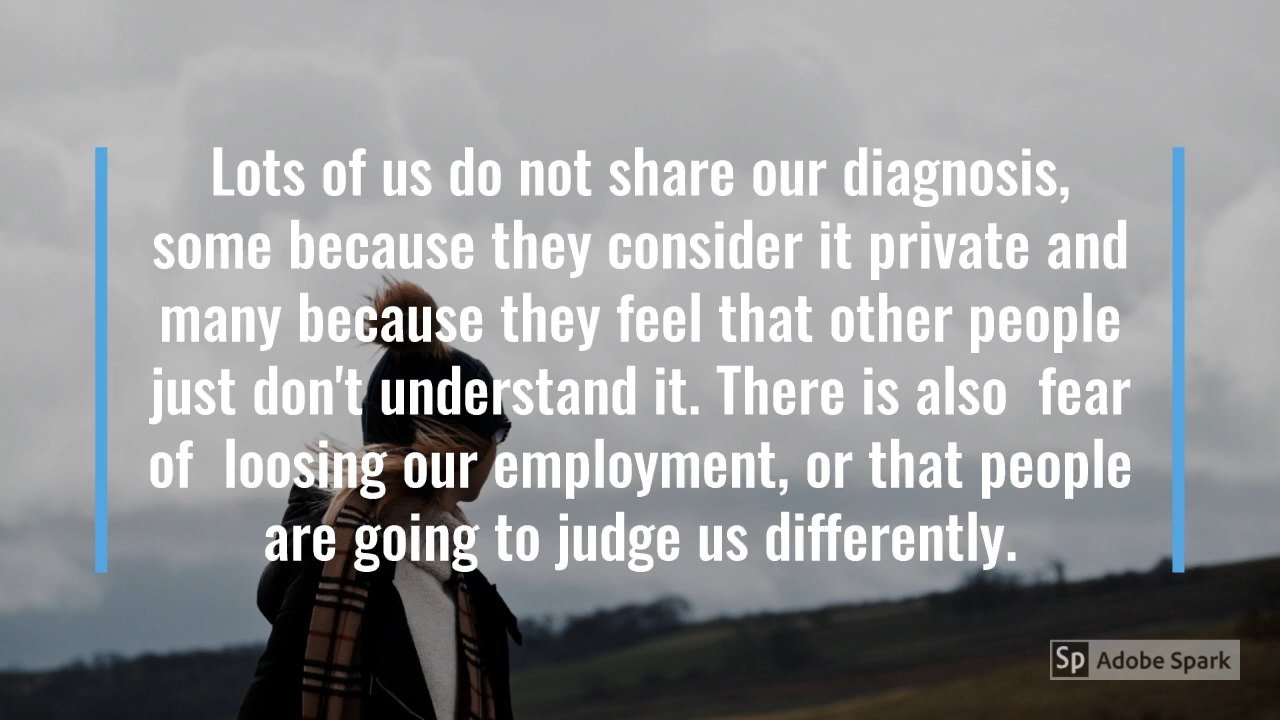 Lots of us do not share our diagnosis,
some because they consider it private and
many because they feel that other people
just don't understand it. There is also  fear
of  loosing our employment, or that people
are going to judge us differently.
Sp Adobe Spark